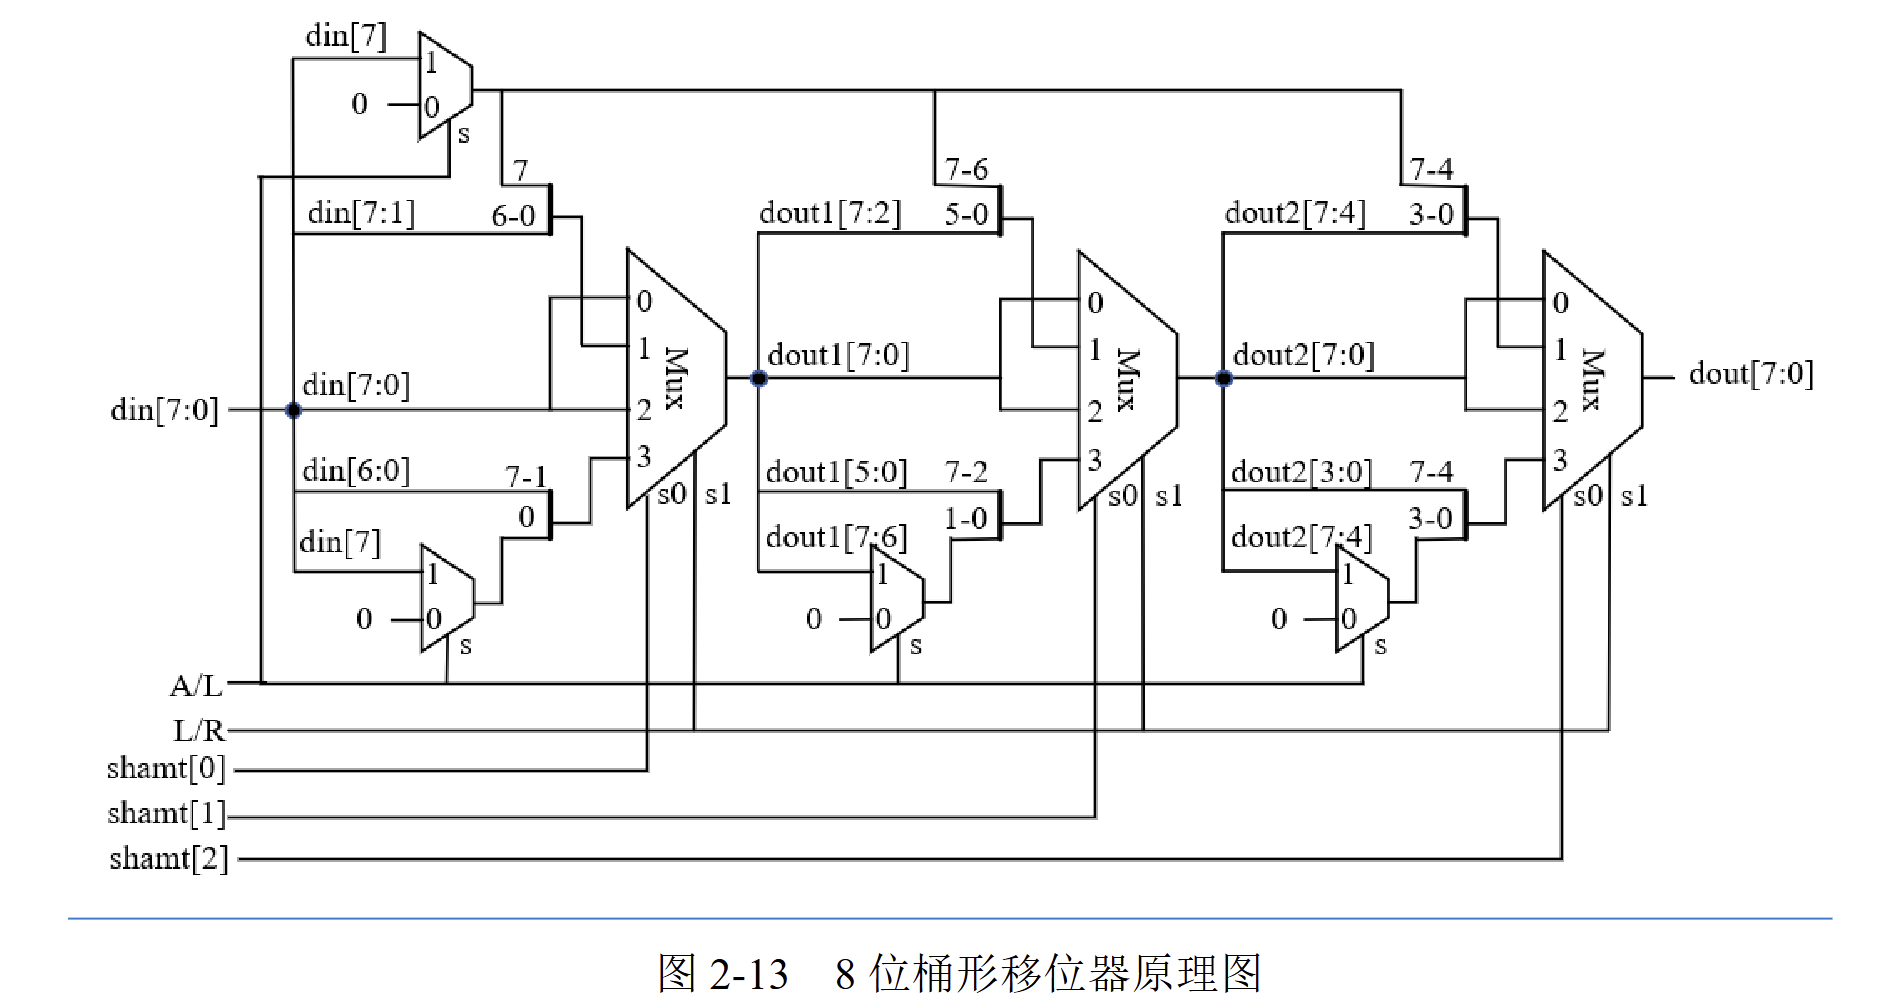 din[7]
1
0 0
s
7 7-6 7-4
din[7:1] 6-0 dout1[7:2] 5-0 dout2[7:4] 3-0
0 0 0
1 Mux dout1[7:0] 1 Mux dout2[7:0] 1 Mux dout[7:0]
din[7:0] din[7:0] 2 2 2
din[6:0] 7-1 3 dout1[5:0] 7-2 3 dout2[3:0] 7-4 3
s0 s1 s0 s1 s0 s1
0 1-0 3-0
din[7] dout1[7:6] dout2[7:4]
1 1 1
0 0 0 0 0 0
s s s
A/L
L/R
shamt[0]
shamt[1]
shamt[2]
图 2-13 8 位桶形移位器原理图